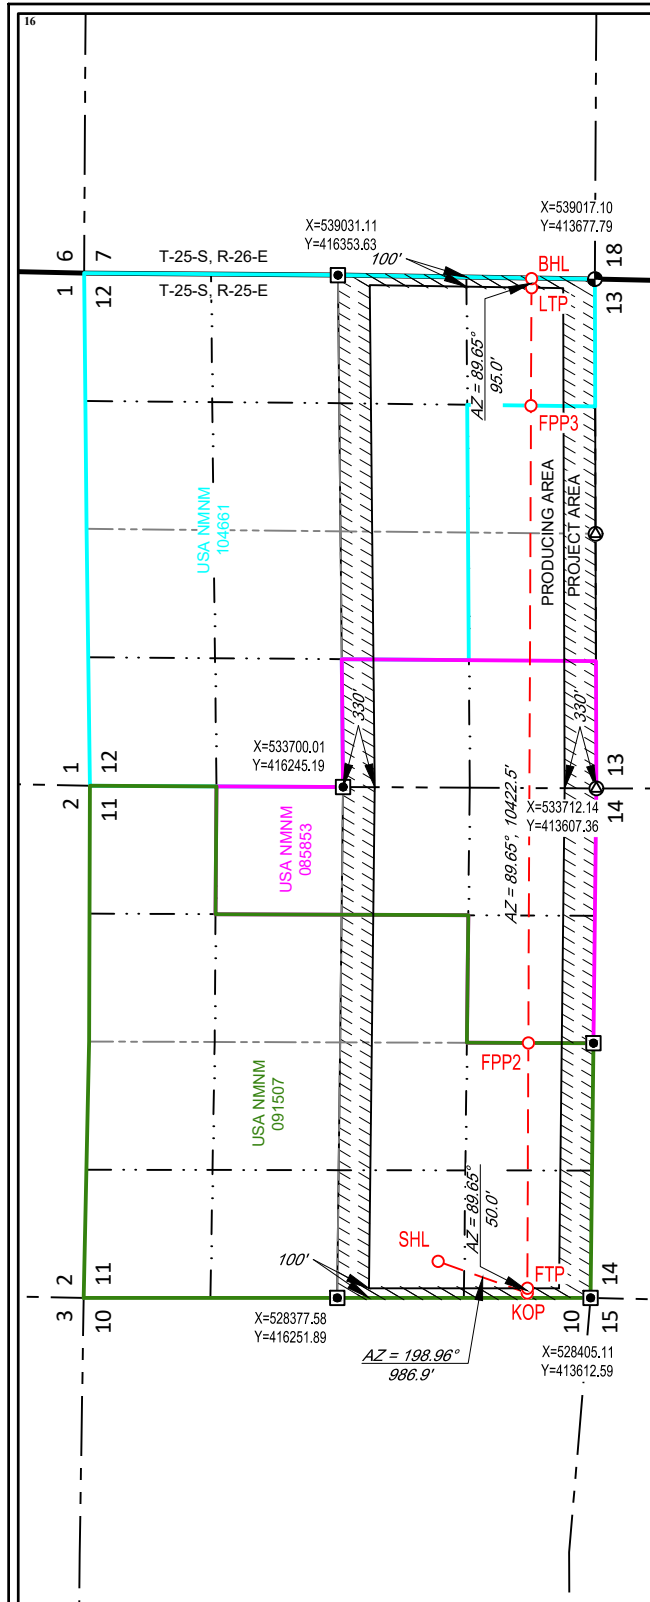 16
X=539017.10
Y=413677.79
X=539031.11
Y=416353.63
6
7
T-25-S, R-26-E
100'
BHL
18
1
12
T-25-S, R-25-E
LTP
13
AZ = 89.65°
95.0'
FPP3
USA NMNM
104661
PRODUCING AREA
PROJECT AREA
330'
330'
X=533700.01
Y=416245.19
1
12
13
2
11
14
X=533712.14
Y=413607.36
USA NMNM
085853
AZ = 89.65°, 10422.5'
FPP2
USA NMNM
091507
AZ = 89.65°
50.0'
SHL
100'
FTP
2
11
14
KOP
3
10
10
15
X=528377.58
Y=416251.89
AZ = 198.96°
986.9'
X=528405.11
Y=413612.59